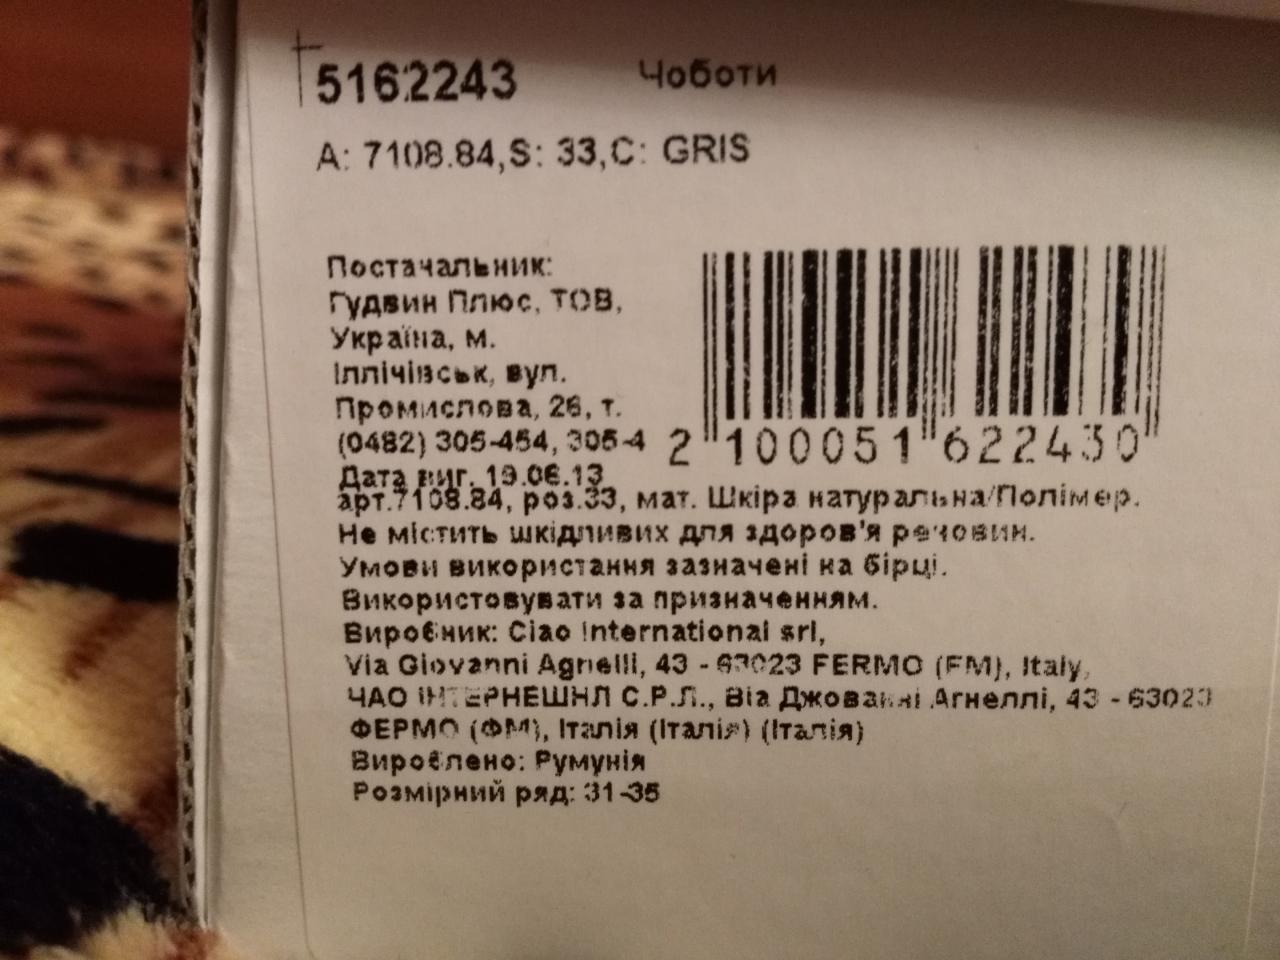 5162243 Чоботи
A: 7108.84,S: 33,C: GRIS
Постачальник:
Гудвин Плюс, ТОВ,
Україна, м.
Іллічівськ, вул.
Промислова, 26, т.
(0482) 305-454, 305-4
2 100051 622430
Дата виг. 19.06.13
арт.7108.84, роз.33, мат. Шкіра натуральна/Полімер.
Не містить шкідливих для здоров'я речовин.
Умови використання зазначені на бірці.
Використовувати за призначенням.
Виробник: Ciao International srl,
Via Giovanni Agnelli, 43 - 63023 FERMO (FM), Italy,
ЧАО ІНТЕРНЕШНЛ С.Р.Л., Віа Джованні Агнеллі, 43 - 63023
ФЕРМО (ФМ), Італія (Італія) (Італія)
Вироблено: Румунія
Розмірний ряд: 31-35